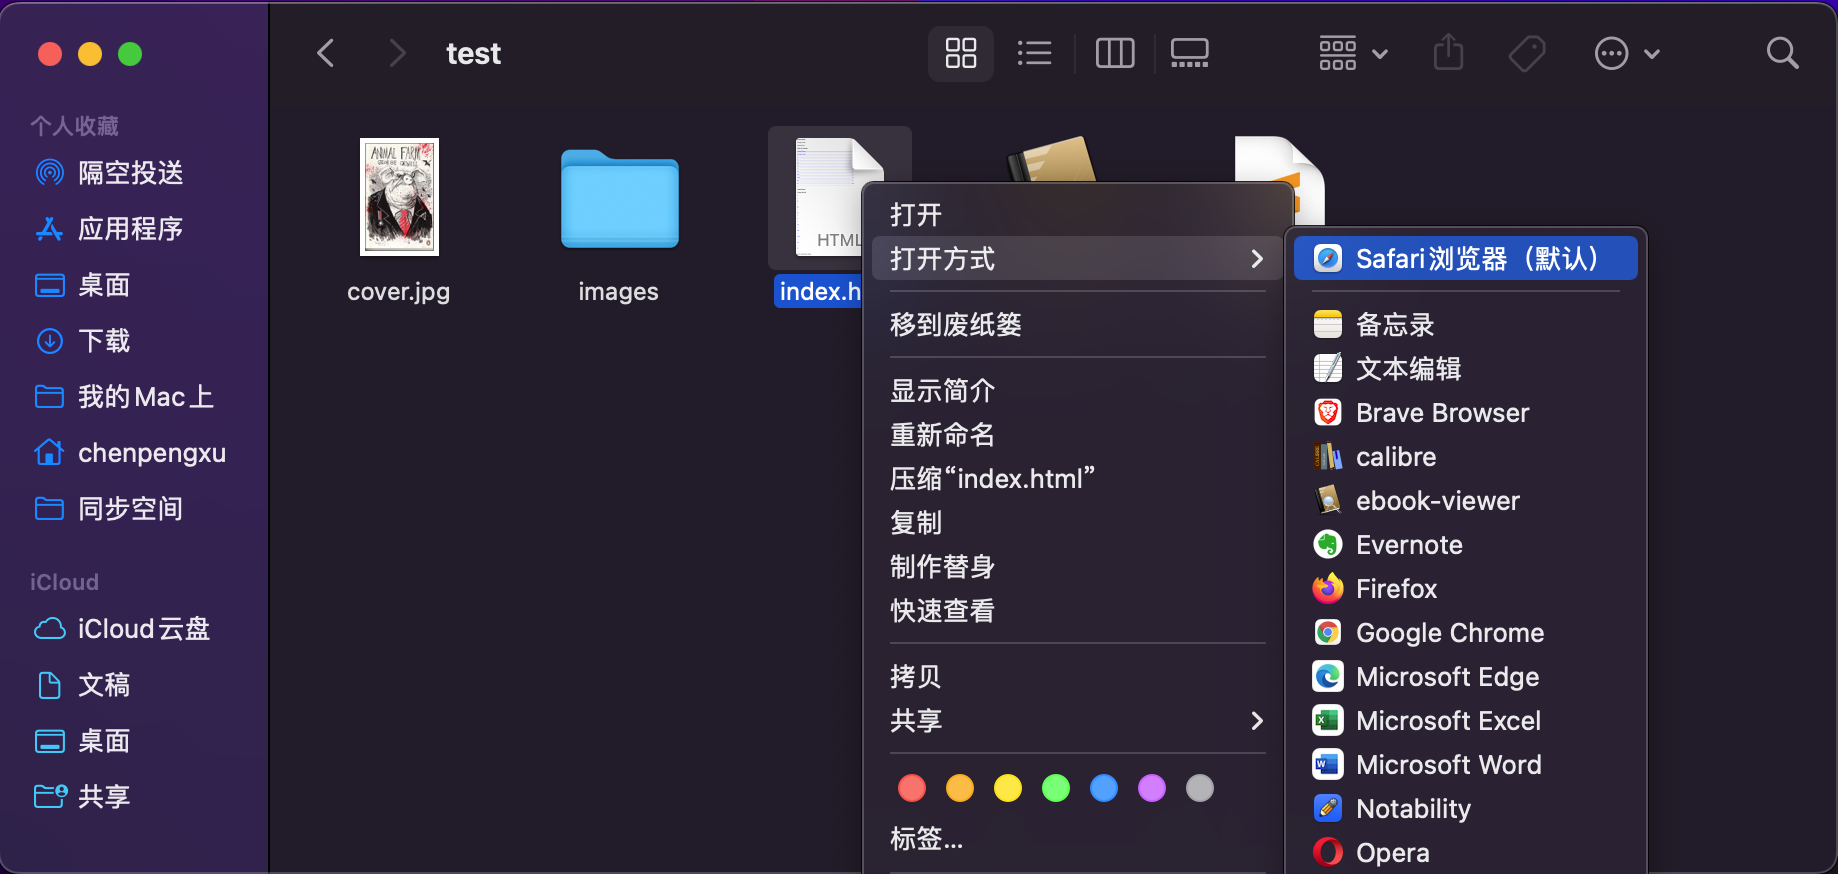 test
个人收藏
隔空投送
应用程序
桌面
下载
我的Mac上
chenpengxu
同步空间
iCloud
iCloud云盘
文稿
桌面
共享
ANIMAL FARM
cover.jpg
images
HTML
index.h
打开
打开方式
移到废纸篓
显示简介
重新命名
压缩“index.html”
复制
制作替身
快速查看
拷贝
共享
标签...
Safari浏览器（默认）
备忘录
文本编辑
Brave Browser
calibre
ebook-viewer
Evernote
Firefox
Google Chrome
Microsoft Edge
Microsoft Excel
Microsoft Word
Notability
Opera